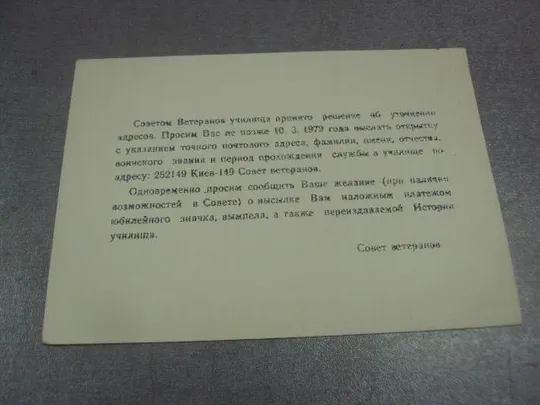 Советом Ветеранов училища принято решение об уточнении
адресов. Просим Вас не позже 10. 3. 1979 года выслать открытку
с указанием точного почтового адреса, фамилии, имени, отчества,
воинского звания и период прохождения службы в училище по
адресу: 252149 Киев-149 Совет ветеранов.
Одновременно просим сообщить Ваше желание (при наличии
возможностей в Совете) о высылке Вам наложным платежом
юбилейного значка, вымпела, а также переиздаваемой Истории
училища.
Совет ветеранов